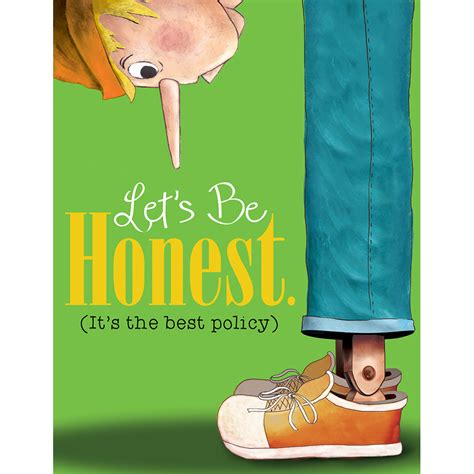 Let's Be
Honest.
(It's the best policy)